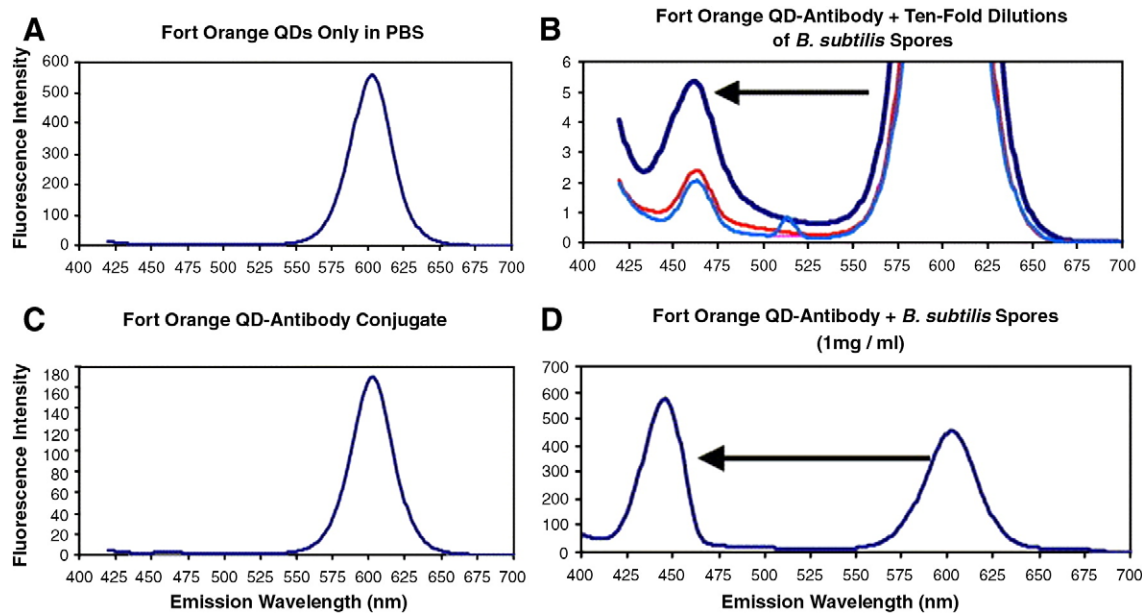 A
Fort Orange QDs Only in PBS
Fluorescence Intensity
600
500
400
300
200
100
0
400 425 450 475 500 525 550 575 600 625 650 675 700
B
Fort Orange QD-Antibody + Ten-Fold Dilutions
of B. subtilis Spores
6
5
4
3
2
1
0
400 425 450 475 500 525 550 575 600 625 650 675 700
C
Fort Orange QD-Antibody Conjugate
Fluorescence Intensity
180
160
140
120
100
80
60
40
20
0
400 425 450 475 500 525 550 575 600 625 650 675 700
Emission Wavelength (nm)
D
Fort Orange QD-Antibody + B. subtilis Spores
(1mg / ml)
700
600
500
400
300
200
100
0
400 425 450 475 500 525 550 575 600 625 650 675 700
Emission Wavelength (nm)